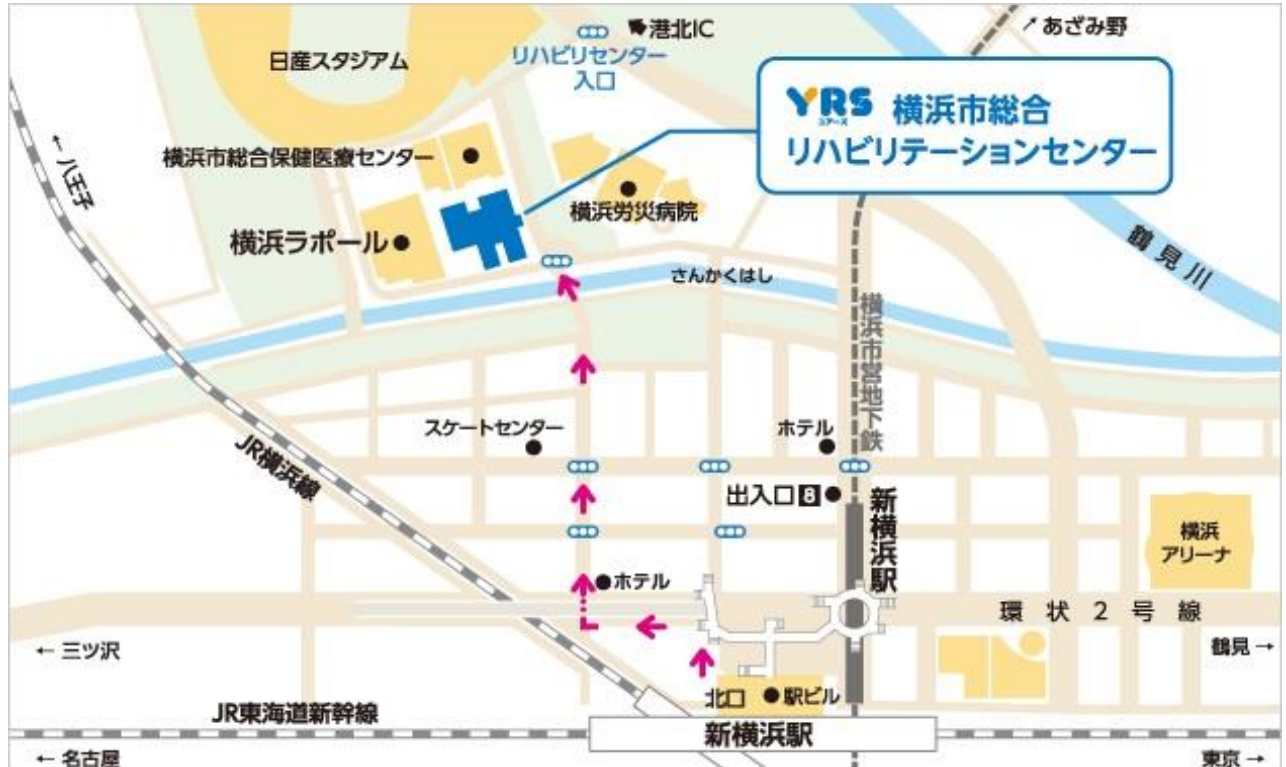 港北IC
リハビリセンター
入口
あざみ野
日産スタジアム
YRS
横浜市総合
リハビリテーションセンター
横浜市総合保健医療センター
八王子
横浜労災病院
横浜ラポール
鶴見川
さんかくはし
横浜市営地下鉄
スケートセンター
ホテル
JR横浜線
出入口8
新横浜駅
横浜
アリーナ
ホテル
環状2号線
← 三ツ沢
鶴見 →
北口
駅ビル
JR東海道新幹線
新横浜駅
← 名古屋
東京 →